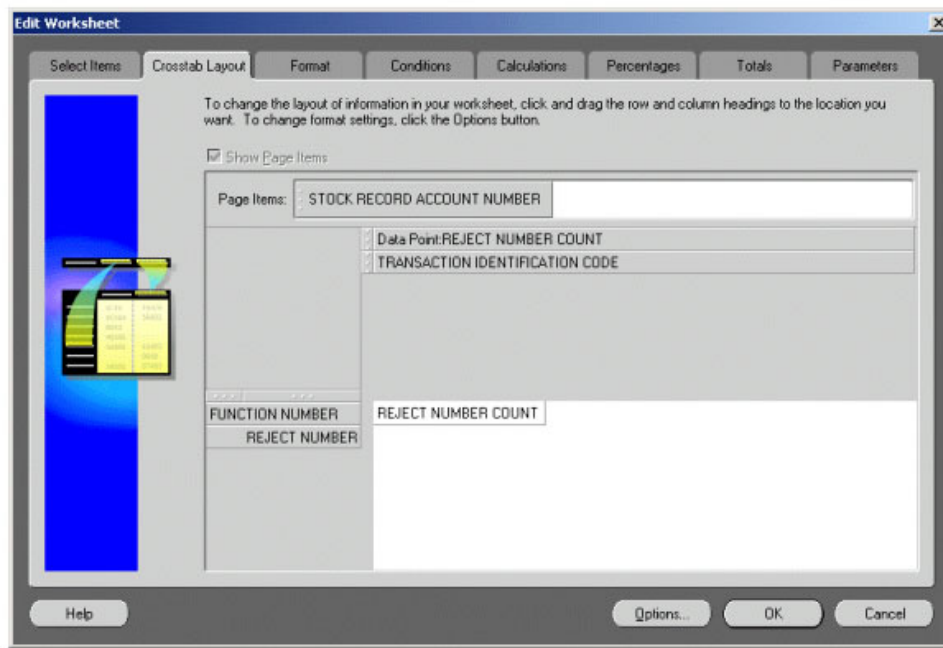 Edit Worksheet
Select Items Crosstab Layout Format Conditions Calculations Percentages Totals Parameters
To change the layout of information in your worksheet, click and drag the row and column headings to the location you
want. To change format settings, click the Options button.
Show Page Items
Page Items: STOCK RECORD ACCOUNT NUMBER
Data Point:REJECT NUMBER COUNT
TRANSACTION IDENTIFICATION CODE
FUNCTION NUMBER REJECT NUMBER COUNT
REJECT NUMBER
Help Options... OK Cancel